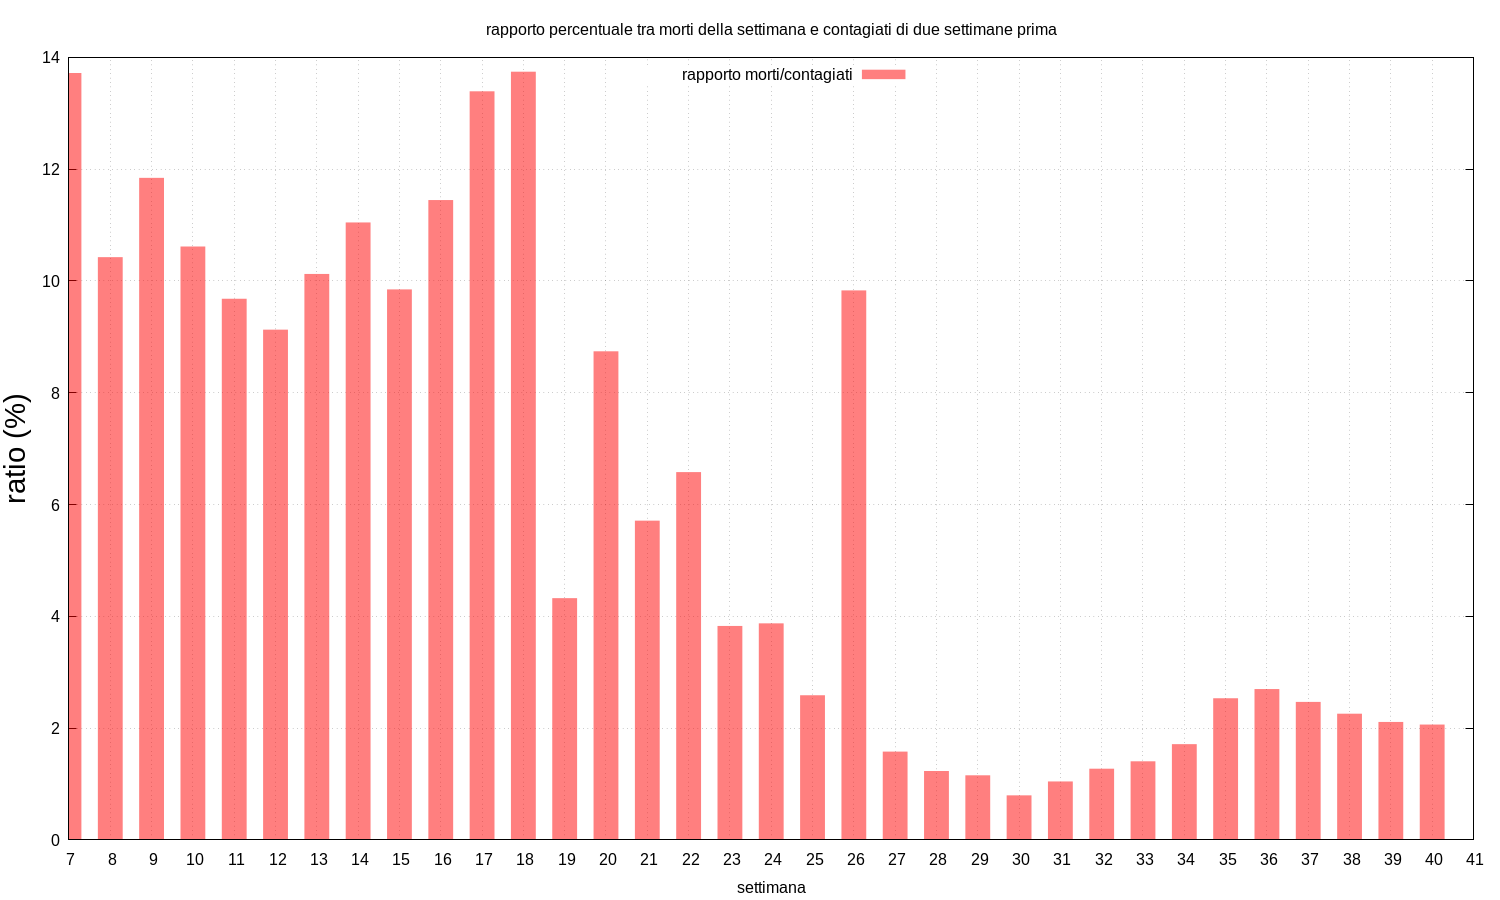 rapporto percentuale tra morti della settimana e contagiati di due settimane prima
rapporto morti/contagiati
ratio (%)
14
12
10
8
6
4
2
0
7 8 9 10 11 12 13 14 15 16 17 18 19 20 21 22 23 24 25 26 27 28 29 30 31 32 33 34 35 36 37 38 39 40 41
settimana